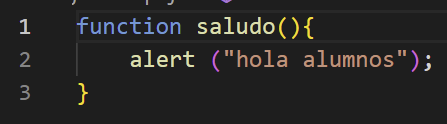 1 function saludo(){
2 alert ("hola alumnos");
3 }